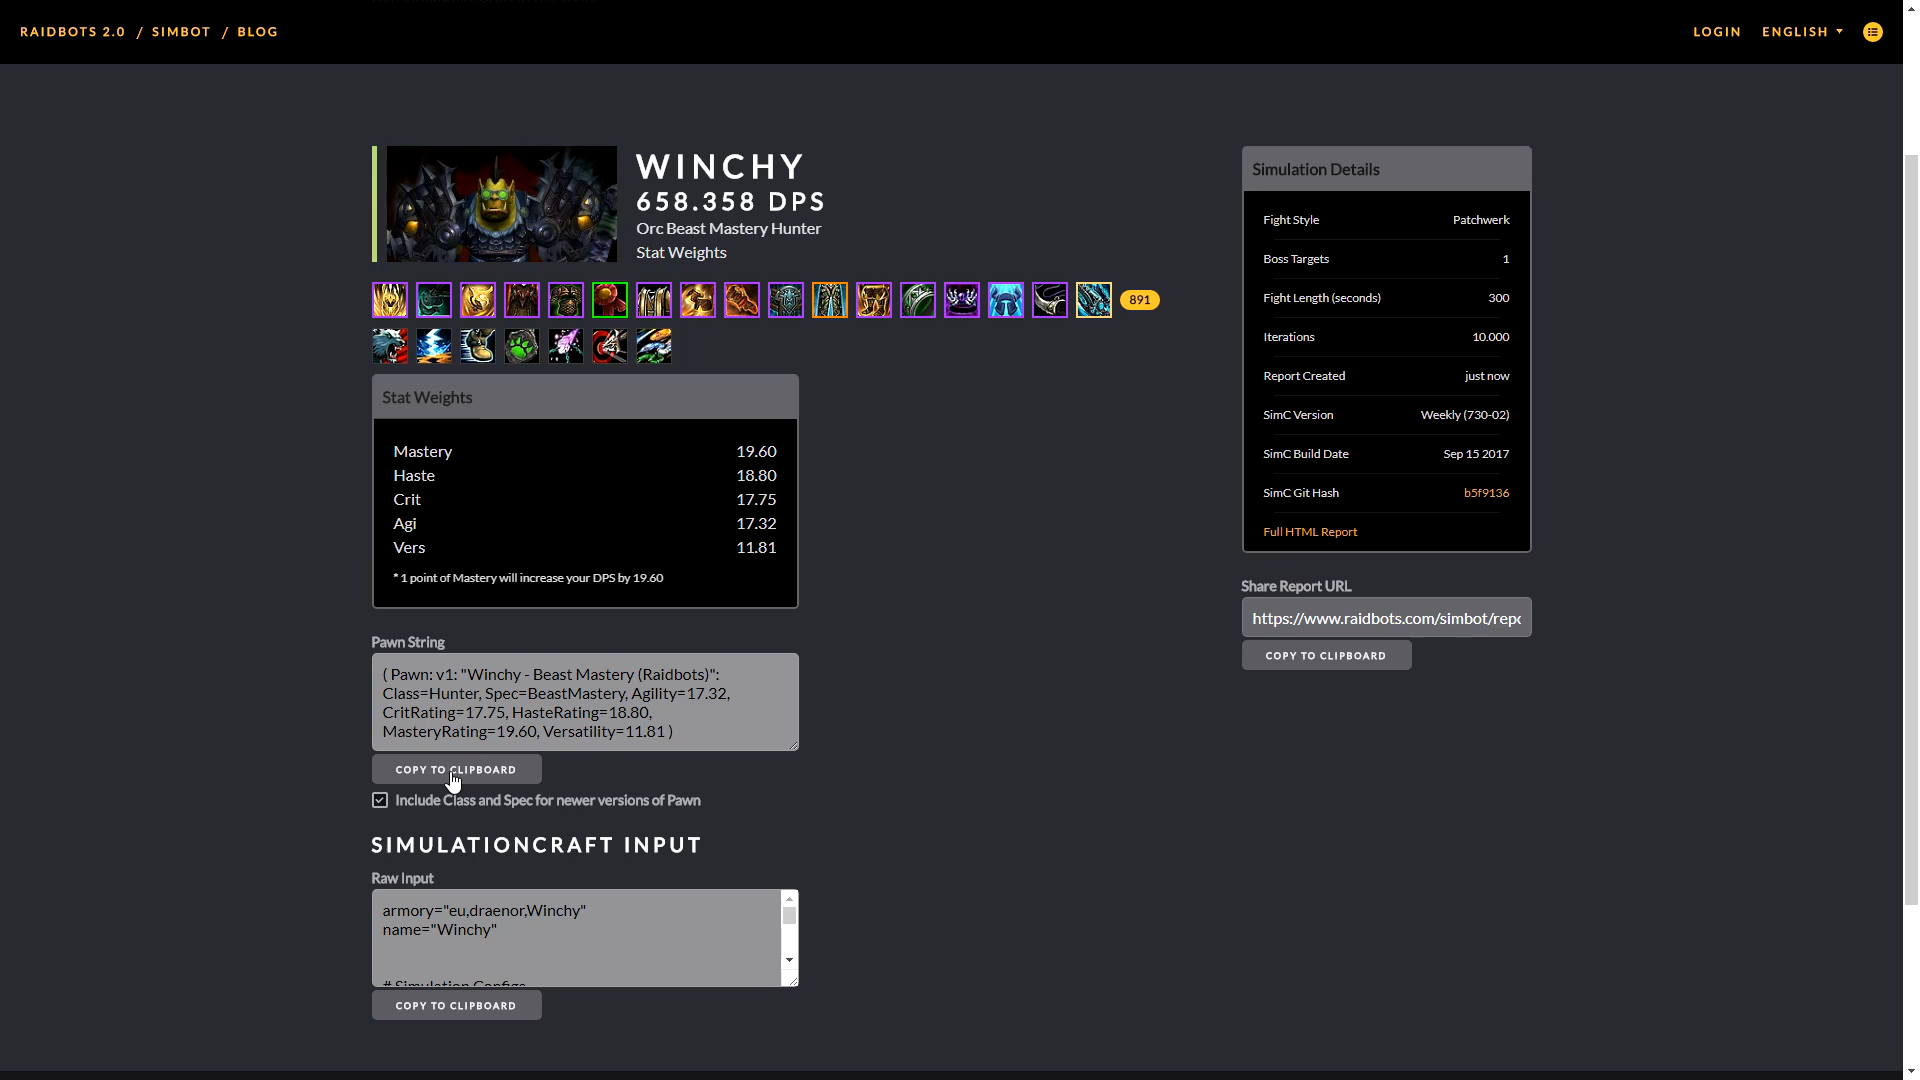 RAIDBOTS 2.0 / SIMBOT / BLOG
LOGIN ENGLISH
WINCHY
658.358 DPS
Orc Beast Mastery Hunter
Stat Weights
891
Stat Weights
Mastery 19.60
Haste 18.80
Crit 17.75
Agi 17.32
Vers 11.81
* 1 point of Mastery will increase your DPS by 19.60
Pawn String
( Pawn: v1: "Winchy - Beast Mastery (Raidbots)":
Class=Hunter, Spec=BeastMastery, Agility=17.32,
CritRating=17.75, HasteRating=18.80,
MasteryRating=19.60, Versatility=11.81 )
COPY TO CLIPBOARD
Include Class and Spec for newer versions of Pawn
SIMULATIONCRAFT INPUT
Raw Input
armory="eu,draenor,Winchy"
name="Winchy"
# Simulation Configs
COPY TO CLIPBOARD
Simulation Details
Fight Style Patchwerk
Boss Targets 1
Fight Length (seconds) 300
Iterations 10.000
Report Created just now
SimC Version Weekly (730-02)
SimC Build Date Sep 15 2017
SimC Git Hash b5f9136
Full HTML Report
Share Report URL
https://www.raidbots.com/simbot/repo
COPY TO CLIPBOARD